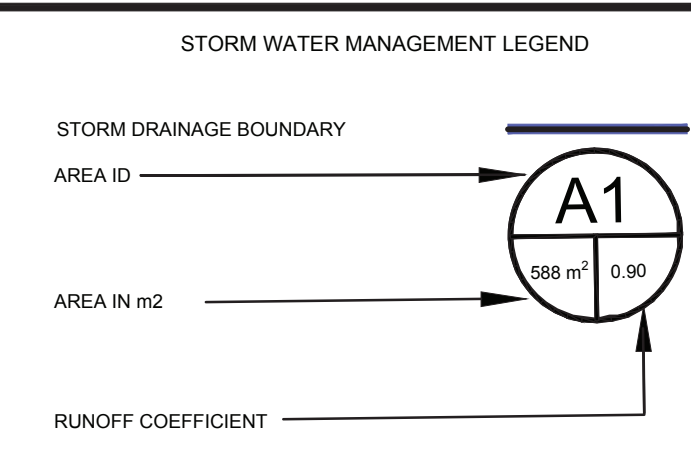 STORM WATER MANAGEMENT LEGEND
STORM DRAINAGE BOUNDARY
AREA ID
A1
588 m² 0.90
AREA IN m2
RUNOFF COEFFICIENT